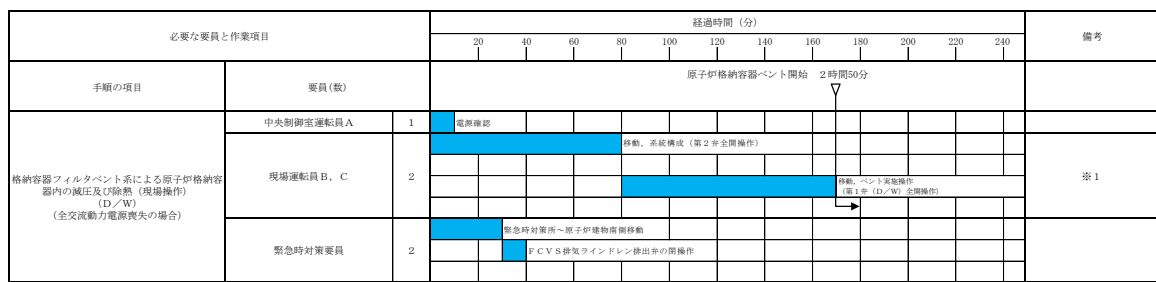 必要な要員と作業項目
経過時間（分）
備考
20 40 60 80 100 120 140 160 180 200 220 240
手順の項目
要員(数)
原子炉格納容器ベント開始　２時間50分
格納容器フィルタベント系による原子炉格納容
器内の減圧及び除熱（現場操作）
（D／W）
（全交流動力電源喪失の場合）
中央制御室運転員A
1
電源確認
現場運転員B，C
2
移動，系統構成（第２弁全開操作）
移動，ベント実施操作
（第１弁（D／W）全開操作）
※１
緊急時対策要員
2
緊急時対策所～原子炉建物南側移動
ＦＣＶＳ排気ラインドレン排出弁の閉操作